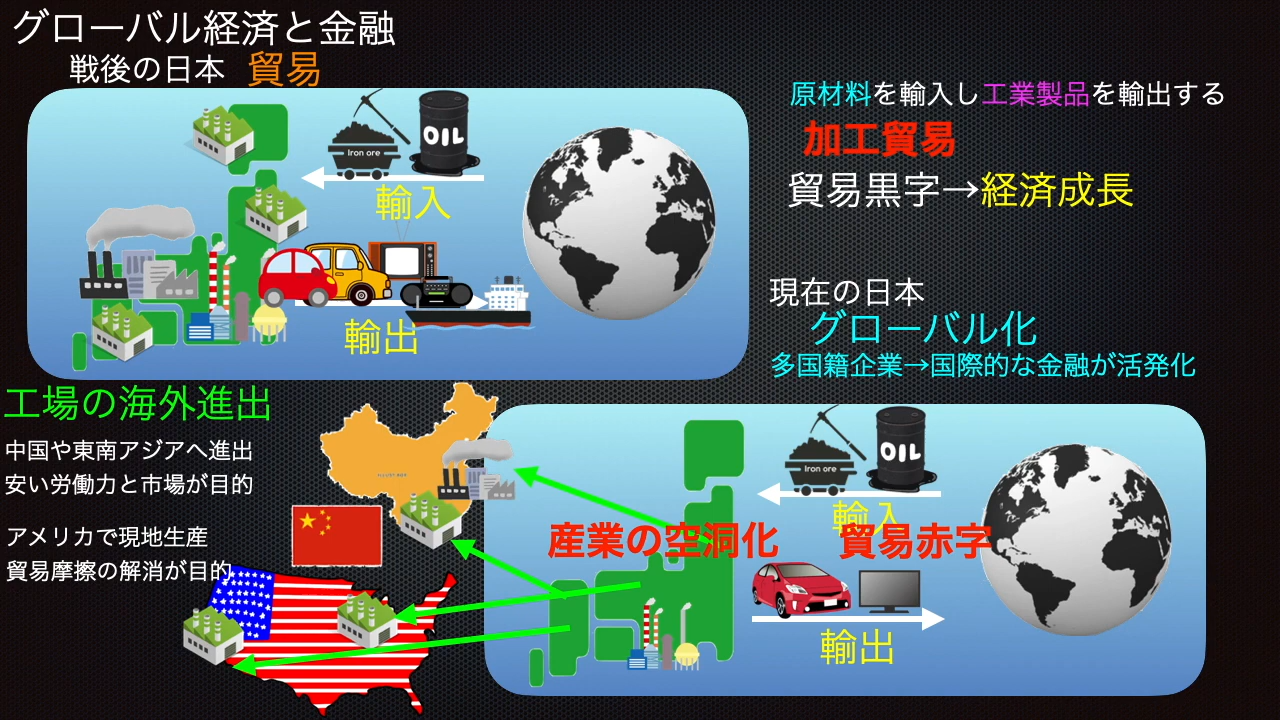 グローバル経済と金融
戦後の日本 貿易
原材料を輸入し工業製品を輸出する
加工貿易
貿易黒字→経済成長
Iron ore
OIL
輸入
輸出
現在の日本
グローバル化
多国籍企業→国際的な金融が活発化
工場の海外進出
中国や東南アジアへ進出
安い労働力と市場が目的
アメリカで現地生産
貿易摩擦の解消が目的
Iron ore
OIL
輸入
産業の空洞化
貿易赤字
輸出